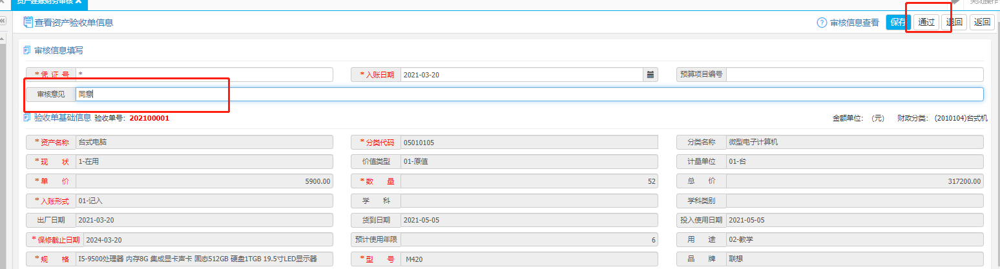 资产建账财务审核 ×
关闭操作
查看资产验收单信息 审核信息查看 保存 通过 退回 返回
审核信息填写
* 凭 证 号 * * 入账日期 2021-03-20 预算项目编号
审核意见 同意
验收单基础信息 验收单号：202100001 金额单位： (元) 财政分类： (2010104)台式机
* 资产名称 台式电脑 * 分类代码 05010105 分类名称 微型电子计算机
* 现 状 1-在用 价值类型 01-原值 计量单位 01-台
* 单 价 5900.00 * 数 量 52 总 价 317200.00
* 入账形式 01-记入 学 科 学科类别
出厂日期 2021-03-20 货到日期 2021-05-05 投入使用日期 2021-05-05
* 保修截止日期 2024-03-20 预计使用年限 6 用 途 02-教学
* 规 格 I5-9500处理器 内存8G 集成显卡声卡 固态512GB 硬盘1TGB 19.5寸LED显示器 * 型 号 M420 品 牌 联想